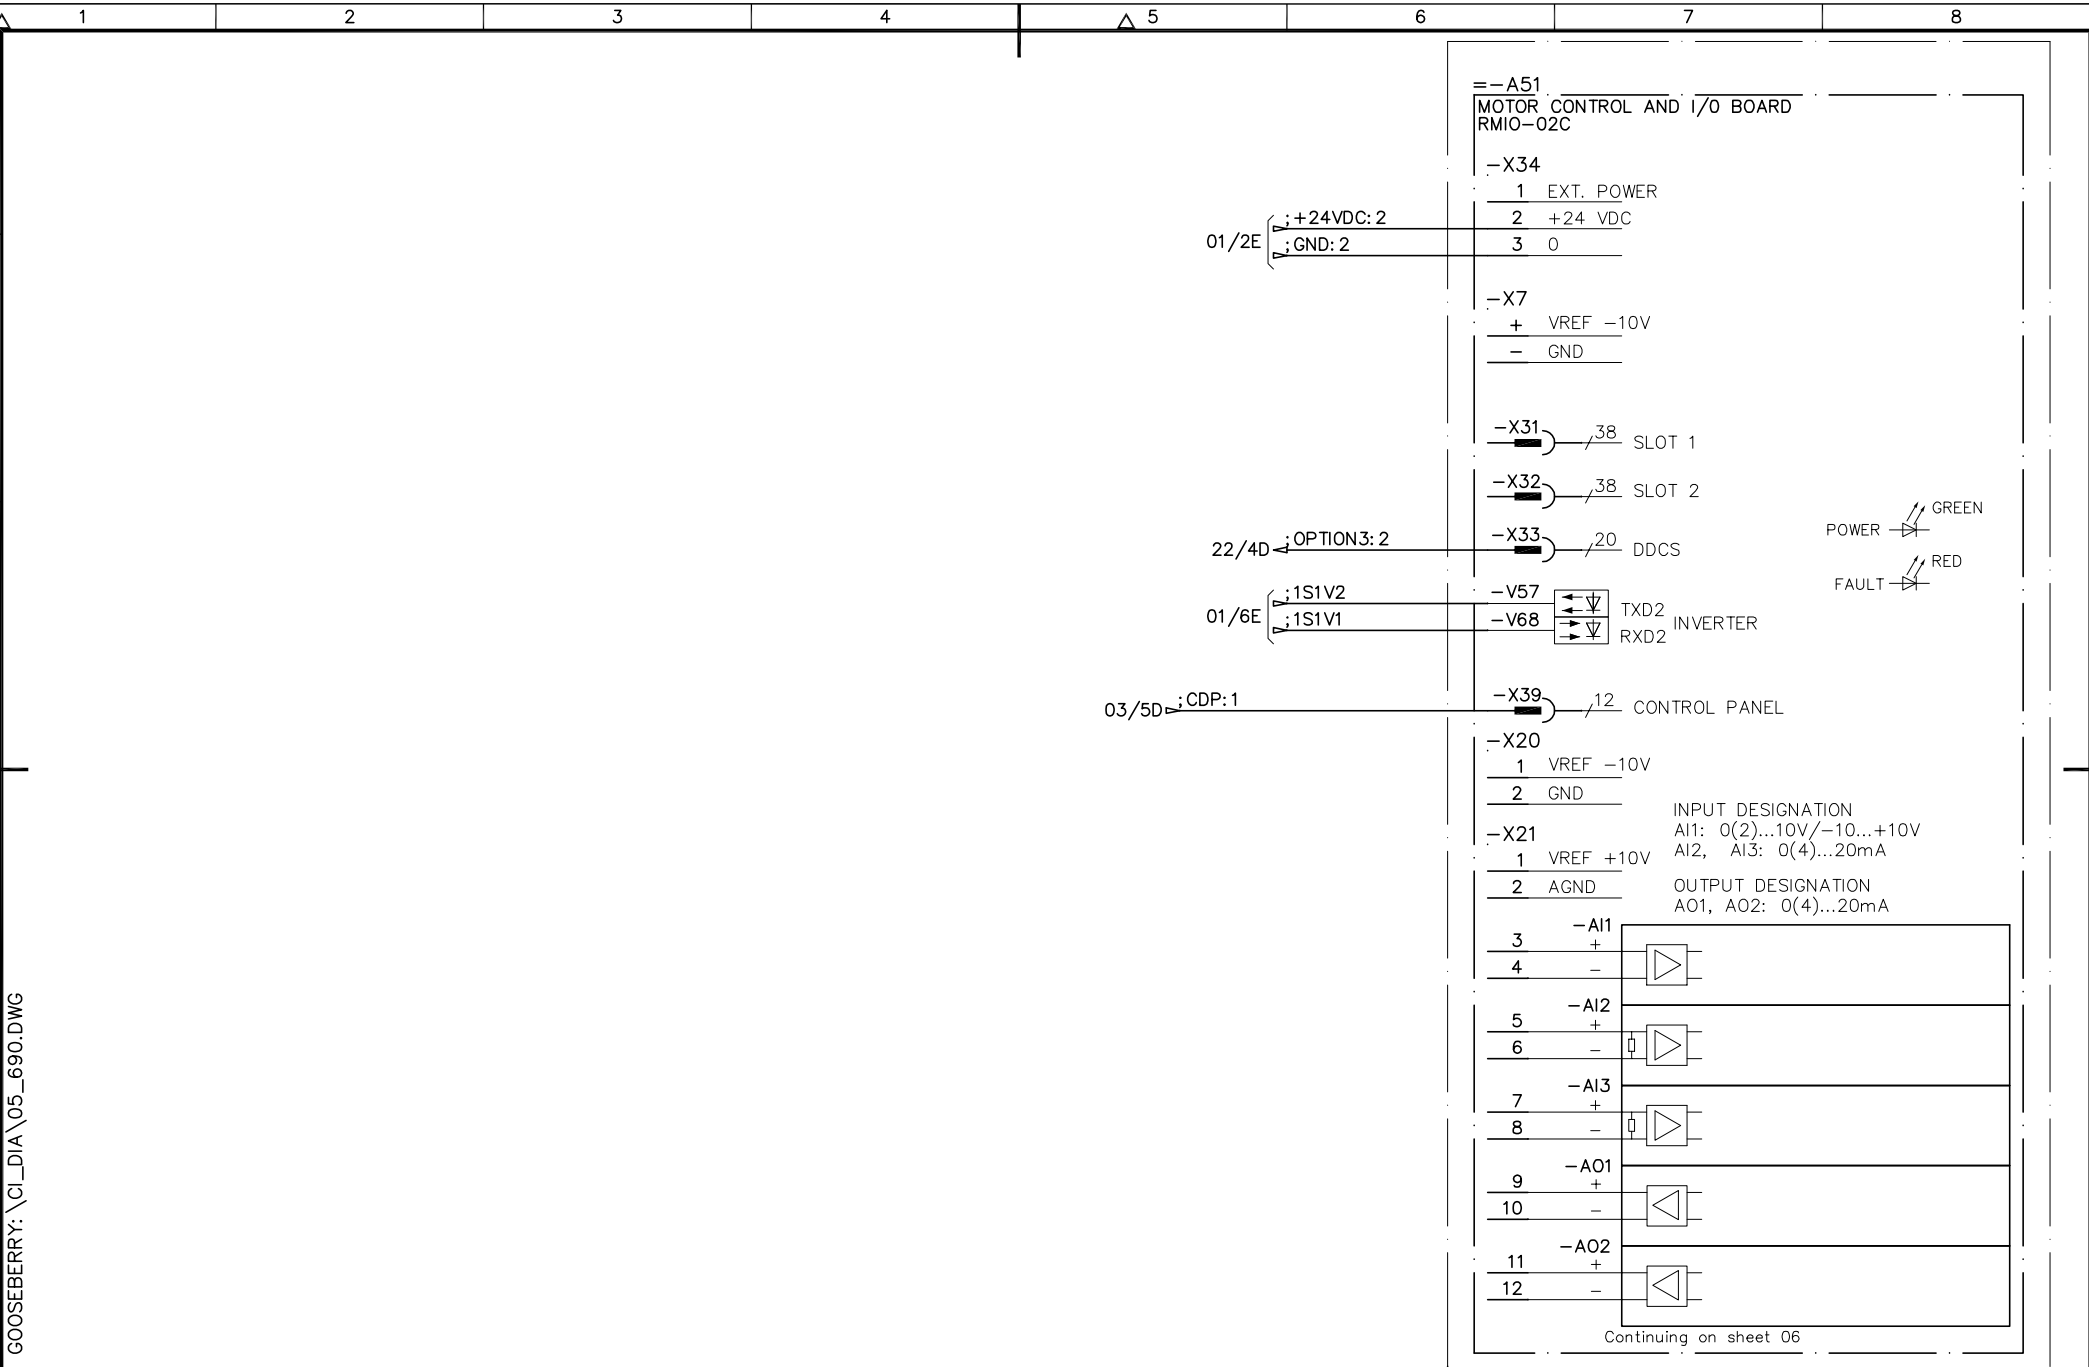 1 2 3 4 5 6 7 8
=-A51
MOTOR CONTROL AND I/O BOARD
RMIO-02C
-X34
1 EXT. POWER
;+24VDC:2 2 +24 VDC
01/2E
;GND:2 3 0
-X7
+ VREF -10V
- GND
-X31 38 SLOT 1
-X32 38 SLOT 2
GREEN
POWER
22/4D ;OPTION3:2 -X33 20 DDCS
RED
FAULT
;1S1V2 -V57 TXD2
01/6E INVERTER
;1S1V1 -V68 RXD2
03/5D ;CDP:1 -X39 12 CONTROL PANEL
-X20
1 VREF -10V
2 GND
INPUT DESIGNATION
AI1: 0(2)...10V/-10...+10V
AI2, AI3: 0(4)...20mA
-X21
1 VREF +10V
2 AGND
OUTPUT DESIGNATION
AO1, AO2: 0(4)...20mA
-AI1
3 +
4 -
-AI2
5 +
6 -
-AI3
7 +
8 -
-AO1
9 +
10 -
-AO2
11 +
12 -
Continuing on sheet 06
GOOSEBERRY: \CI_DIA\05_690.DWG